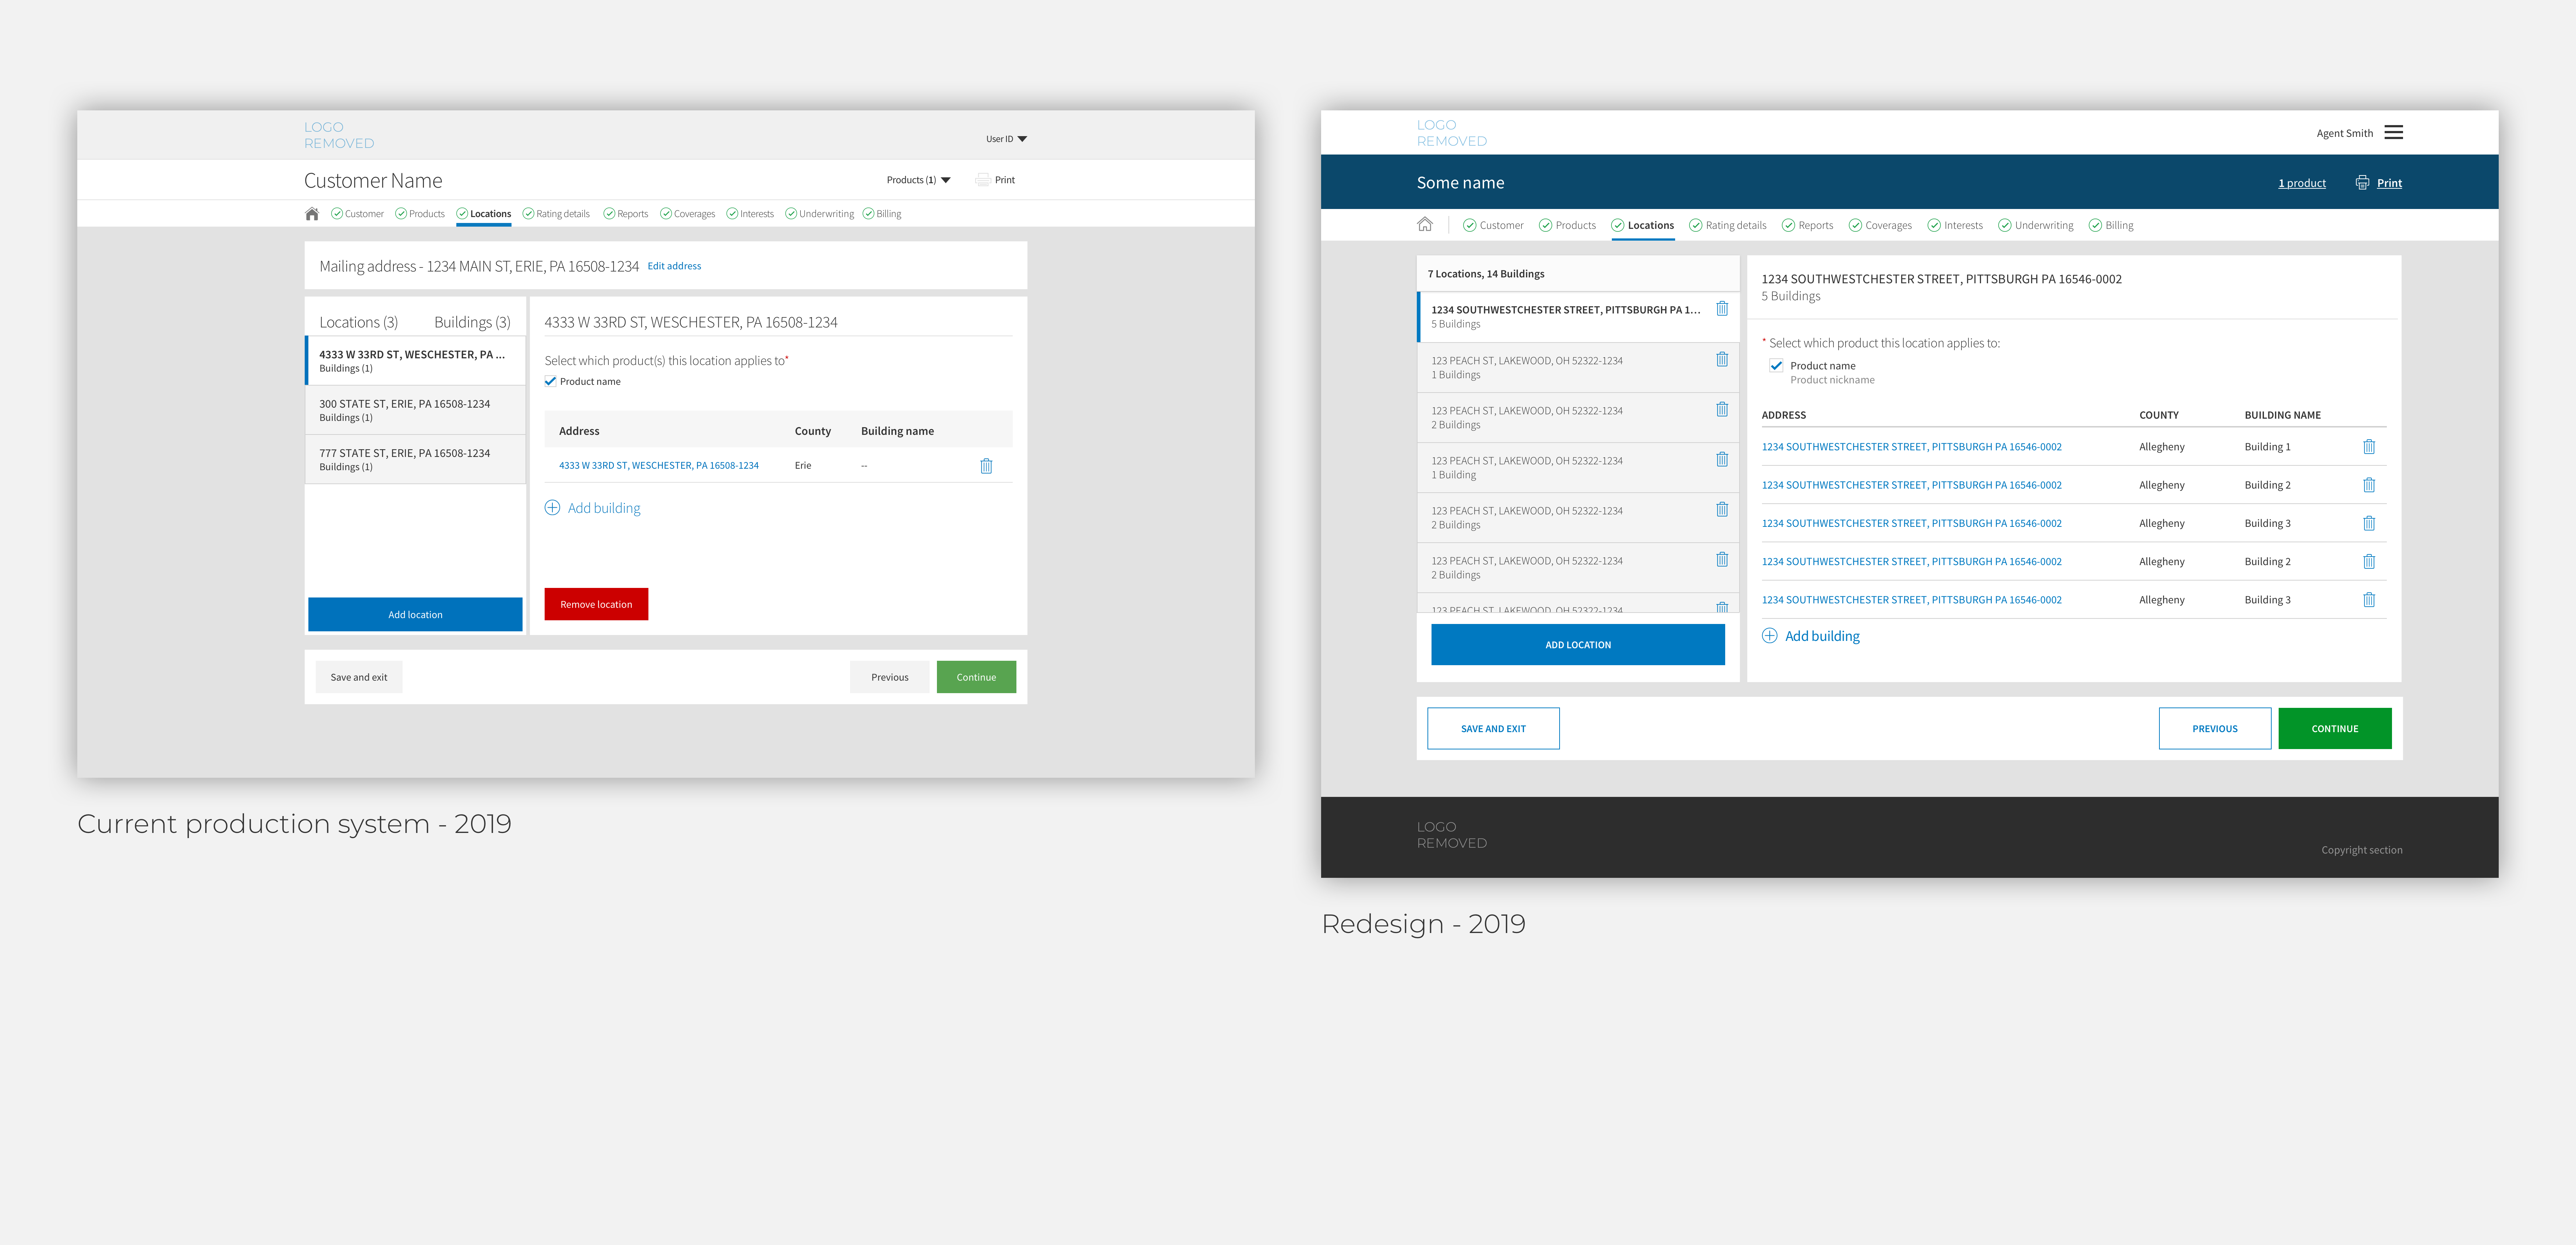 LOGO
REMOVED
User ID
Customer Name
Products (1)
Print
Customer Products Locations Rating details Reports Coverages Interests Underwriting Billing
Mailing address - 1234 MAIN ST, ERIE, PA 16508-1234 Edit address
Locations (3) Buildings (3)
4333 W 33RD ST, WESCHESTER, PA ...
Buildings (1)
300 STATE ST, ERIE, PA 16508-1234
Buildings (1)
777 STATE ST, ERIE, PA 16508-1234
Buildings (1)
Add location
4333 W 33RD ST, WESCHESTER, PA 16508-1234
Select which product(s) this location applies to*
Product name
Address County Building name
4333 W 33RD ST, WESCHESTER, PA 16508-1234 Erie --
Add building
Remove location
Save and exit Previous Continue
Current production system - 2019
LOGO
REMOVED
Agent Smith
Some name
1 product Print
Customer Products Locations Rating details Reports Coverages Interests Underwriting Billing
7 Locations, 14 Buildings
1234 SOUTHWESTCHESTER STREET, PITTSBURGH PA 1...
5 Buildings
123 PEACH ST, LAKEWOOD, OH 52322-1234
1 Buildings
123 PEACH ST, LAKEWOOD, OH 52322-1234
2 Buildings
123 PEACH ST, LAKEWOOD, OH 52322-1234
1 Building
123 PEACH ST, LAKEWOOD, OH 52322-1234
2 Buildings
123 PEACH ST, LAKEWOOD, OH 52322-1234
2 Buildings
123 PEACH ST, LAKEWOOD, OH 52322-1234
ADD LOCATION
1234 SOUTHWESTCHESTER STREET, PITTSBURGH PA 16546-0002
5 Buildings
* Select which product this location applies to:
Product name
Product nickname
ADDRESS COUNTY BUILDING NAME
1234 SOUTHWESTCHESTER STREET, PITTSBURGH PA 16546-0002 Allegheny Building 1
1234 SOUTHWESTCHESTER STREET, PITTSBURGH PA 16546-0002 Allegheny Building 2
1234 SOUTHWESTCHESTER STREET, PITTSBURGH PA 16546-0002 Allegheny Building 3
1234 SOUTHWESTCHESTER STREET, PITTSBURGH PA 16546-0002 Allegheny Building 2
1234 SOUTHWESTCHESTER STREET, PITTSBURGH PA 16546-0002 Allegheny Building 3
Add building
SAVE AND EXIT PREVIOUS CONTINUE
LOGO
REMOVED
Copyright section
Redesign - 2019